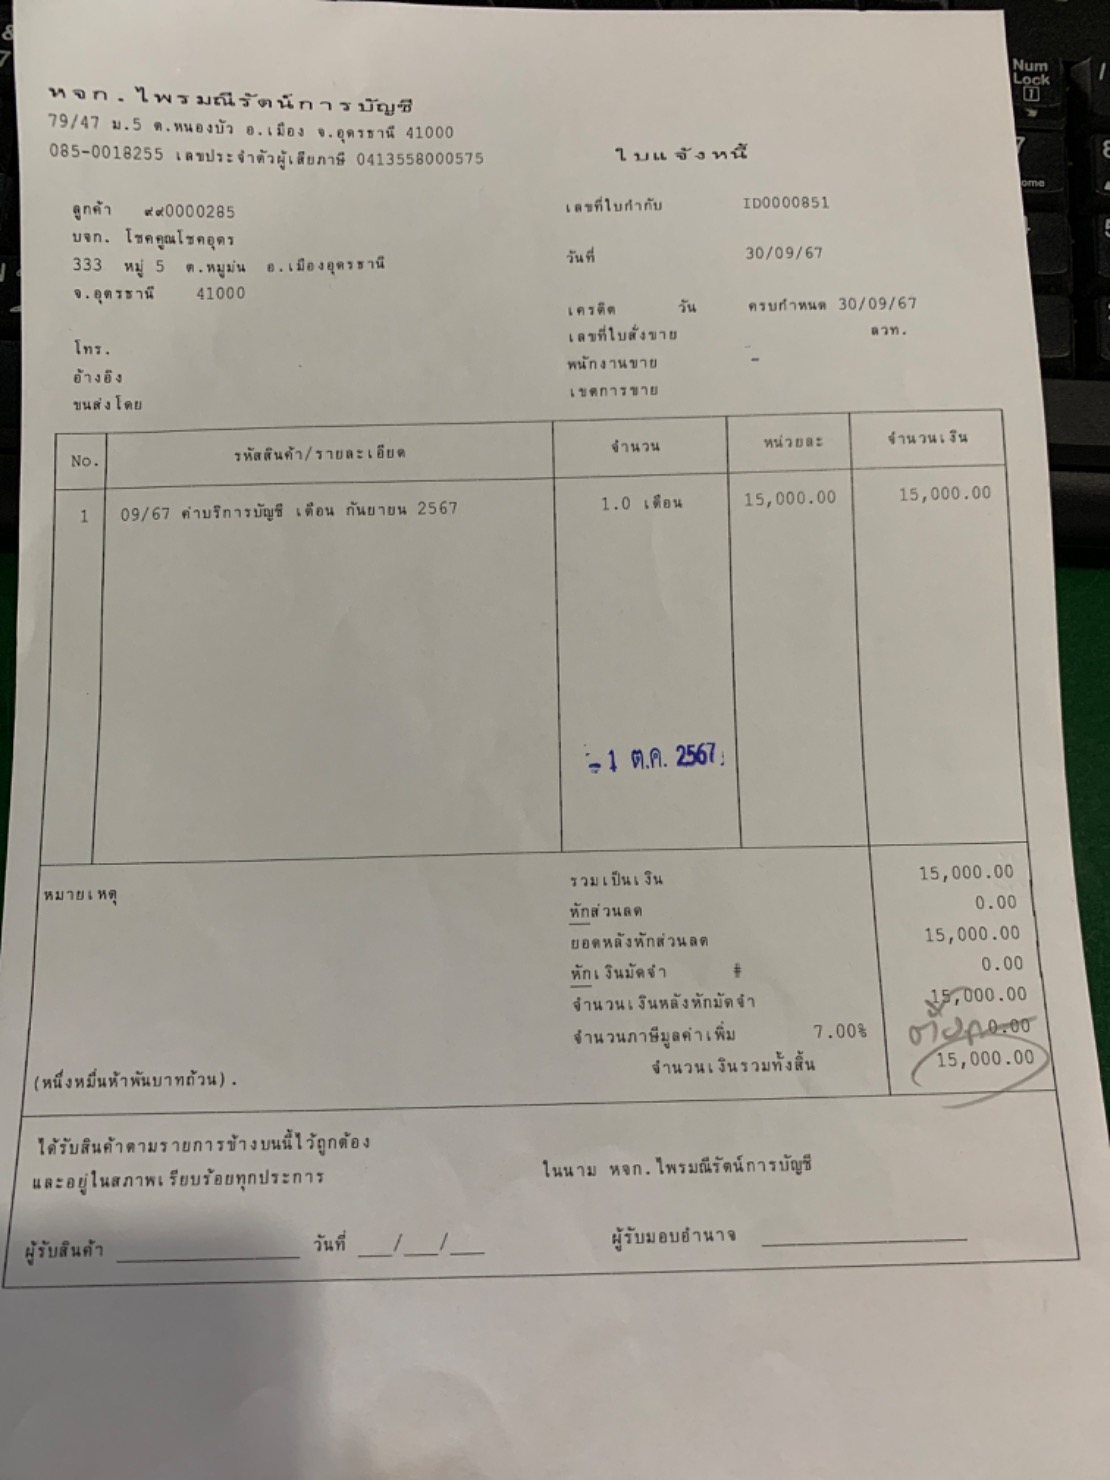 หจก.ไพรมณีรัตน์การบัญชี
79/47 ม.5 ต.หนองบัว อ.เมือง จ.อุดรธานี 41000
085-0018255 เลขประจำตัวผู้เสียภาษี 0413558000575
ใบแจ้งหนี้
ลูกค้า ๙๙0000285
เลขที่ใบกำกับ ID0000851
บจก. โชคคูณโชคอุดร
333 หมู่ 5 ต.หมูม่น อ.เมืองอุดรธานี
วันที่ 30/09/67
จ.อุดรธานี 41000
เครดิต วัน ครบกำหนด 30/09/67
เลขที่ใบสั่งขาย ลวท.
โทร.
พนักงานขาย -
อ้างอิง
เขตการขาย
ขนส่งโดย
No. รหัสสินค้า/รายละเอียด จำนวน หน่วยละ จำนวนเงิน
1 09/67 ค่าบริการบัญชี เดือน กันยายน 2567 1.0 เดือน 15,000.00 15,000.00
-1 ต.ค. 2567
หมายเหตุ
รวมเป็นเงิน 15,000.00
หักส่วนลด 0.00
ยอดหลังหักส่วนลด 15,000.00
หักเงินมัดจำ # 0.00
จำนวนเงินหลังหักมัดจำ 15,000.00
จำนวนภาษีมูลค่าเพิ่ม 7.00% 0.00
(หนึ่งหมื่นห้าพันบาทถ้วน).
จำนวนเงินรวมทั้งสิ้น 15,000.00
ได้รับสินค้าตามรายการข้างบนนี้ไว้ถูกต้อง
และอยู่ในสภาพเรียบร้อยทุกประการ
ในนาม หจก.ไพรมณีรัตน์การบัญชี
ผู้รับสินค้า ____________ วันที่ ___/___/___
ผู้รับมอบอำนาจ ____________